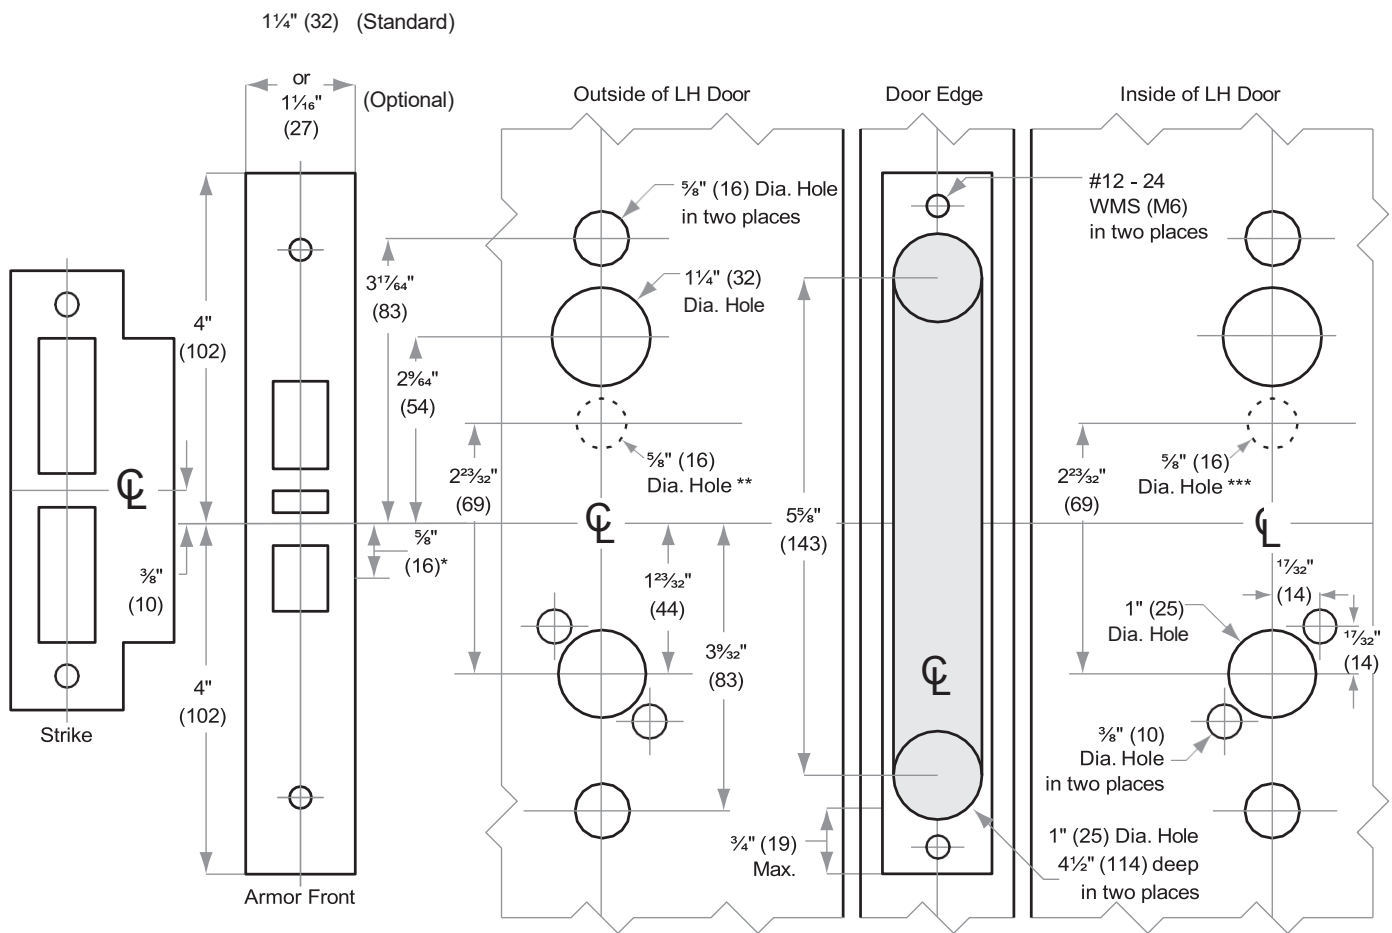 1¼" (32) (Standard)
or
1¹⁄₁₆"
(27)
(Optional)
Outside of LH Door
Door Edge
Inside of LH Door
⅝" (16) Dia. Hole
in two places
#12 - 24
WMS (M6)
in two places
3¹⁷⁄₆₄"
(83)
1¼" (32)
Dia. Hole
4"
(102)
2⁹⁄₆₄"
(54)
2²³⁄₃₂"
(69)
⅝" (16)
Dia. Hole **
2²³⁄₃₂"
(69)
⅝" (16)
Dia. Hole ***
℄
℄
5⅝"
(143)
℄
⅝"
(16)*
⅜"
(10)
1²³⁄₃₂"
(44)
¹⁷⁄₃₂"
(14)
1" (25)
Dia. Hole
¹⁷⁄₃₂"
(14)
3⁹⁄₃₂"
(83)
℄
4"
(102)
Strike
⅜" (10)
Dia. Hole
in two places
¾" (19)
Max.
1" (25) Dia. Hole
4½" (114) deep
in two places
Armor Front